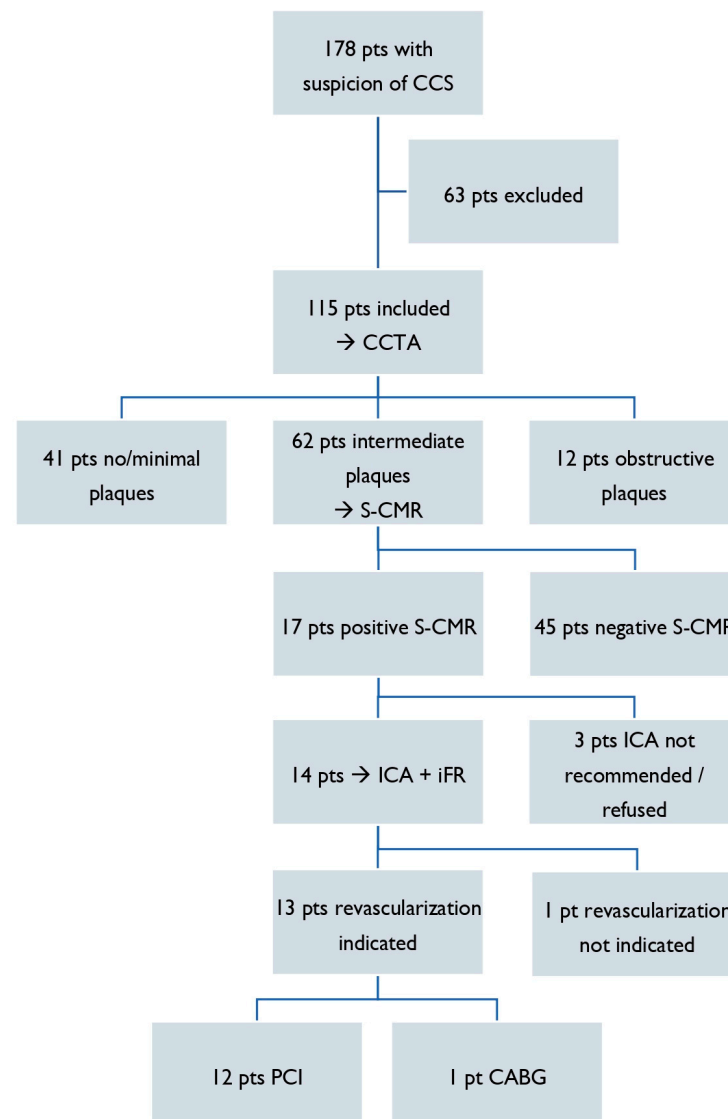 178 pts with
suspicion of CCS
63 pts excluded
115 pts included
→ CCTA
41 pts no/minimal
plaques
62 pts intermediate
plaques
→ S-CMR
12 pts obstructive
plaques
17 pts positive S-CMR
45 pts negative S-CMR
14 pts → ICA + iFR
3 pts ICA not
recommended /
refused
13 pts revascularization
indicated
1 pt revascularization
not indicated
12 pts PCI
1 pt CABG